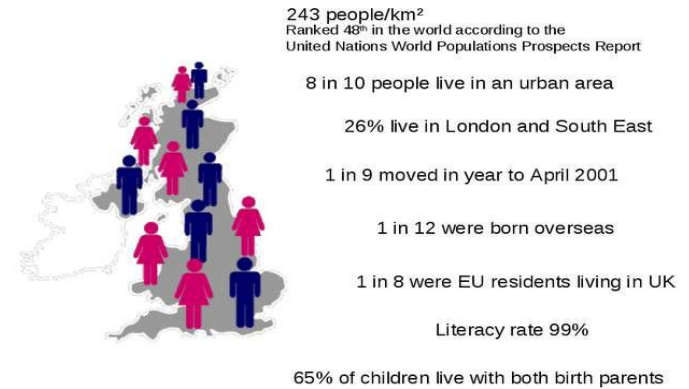 243 people/km²
Ranked 48th in the world according to the
United Nations World Populations Prospects Report
8 in 10 people live in an urban area
26% live in London and South East
1 in 9 moved in year to April 2001
1 in 12 were born overseas
1 in 8 were EU residents living in UK
Literacy rate 99%
65% of children live with both birth parents